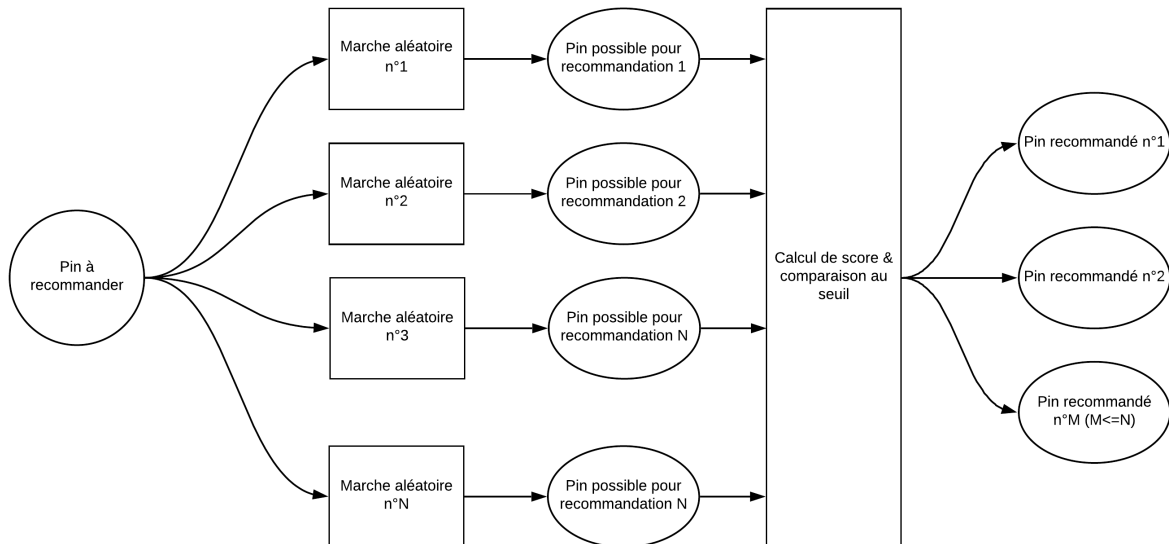 Marche aléatoire
n°1
Pin possible pour
recommandation 1
Pin recommandé n°1
Marche aléatoire
n°2
Pin possible pour
recommandation 2
Pin à
recommander
Calcul de score &
comparaison au
seuil
Pin recommandé n°2
Marche aléatoire
n°3
Pin possible pour
recommandation N
Pin recommandé
n°M (M<=N)
Marche aléatoire
n°N
Pin possible pour
recommandation N